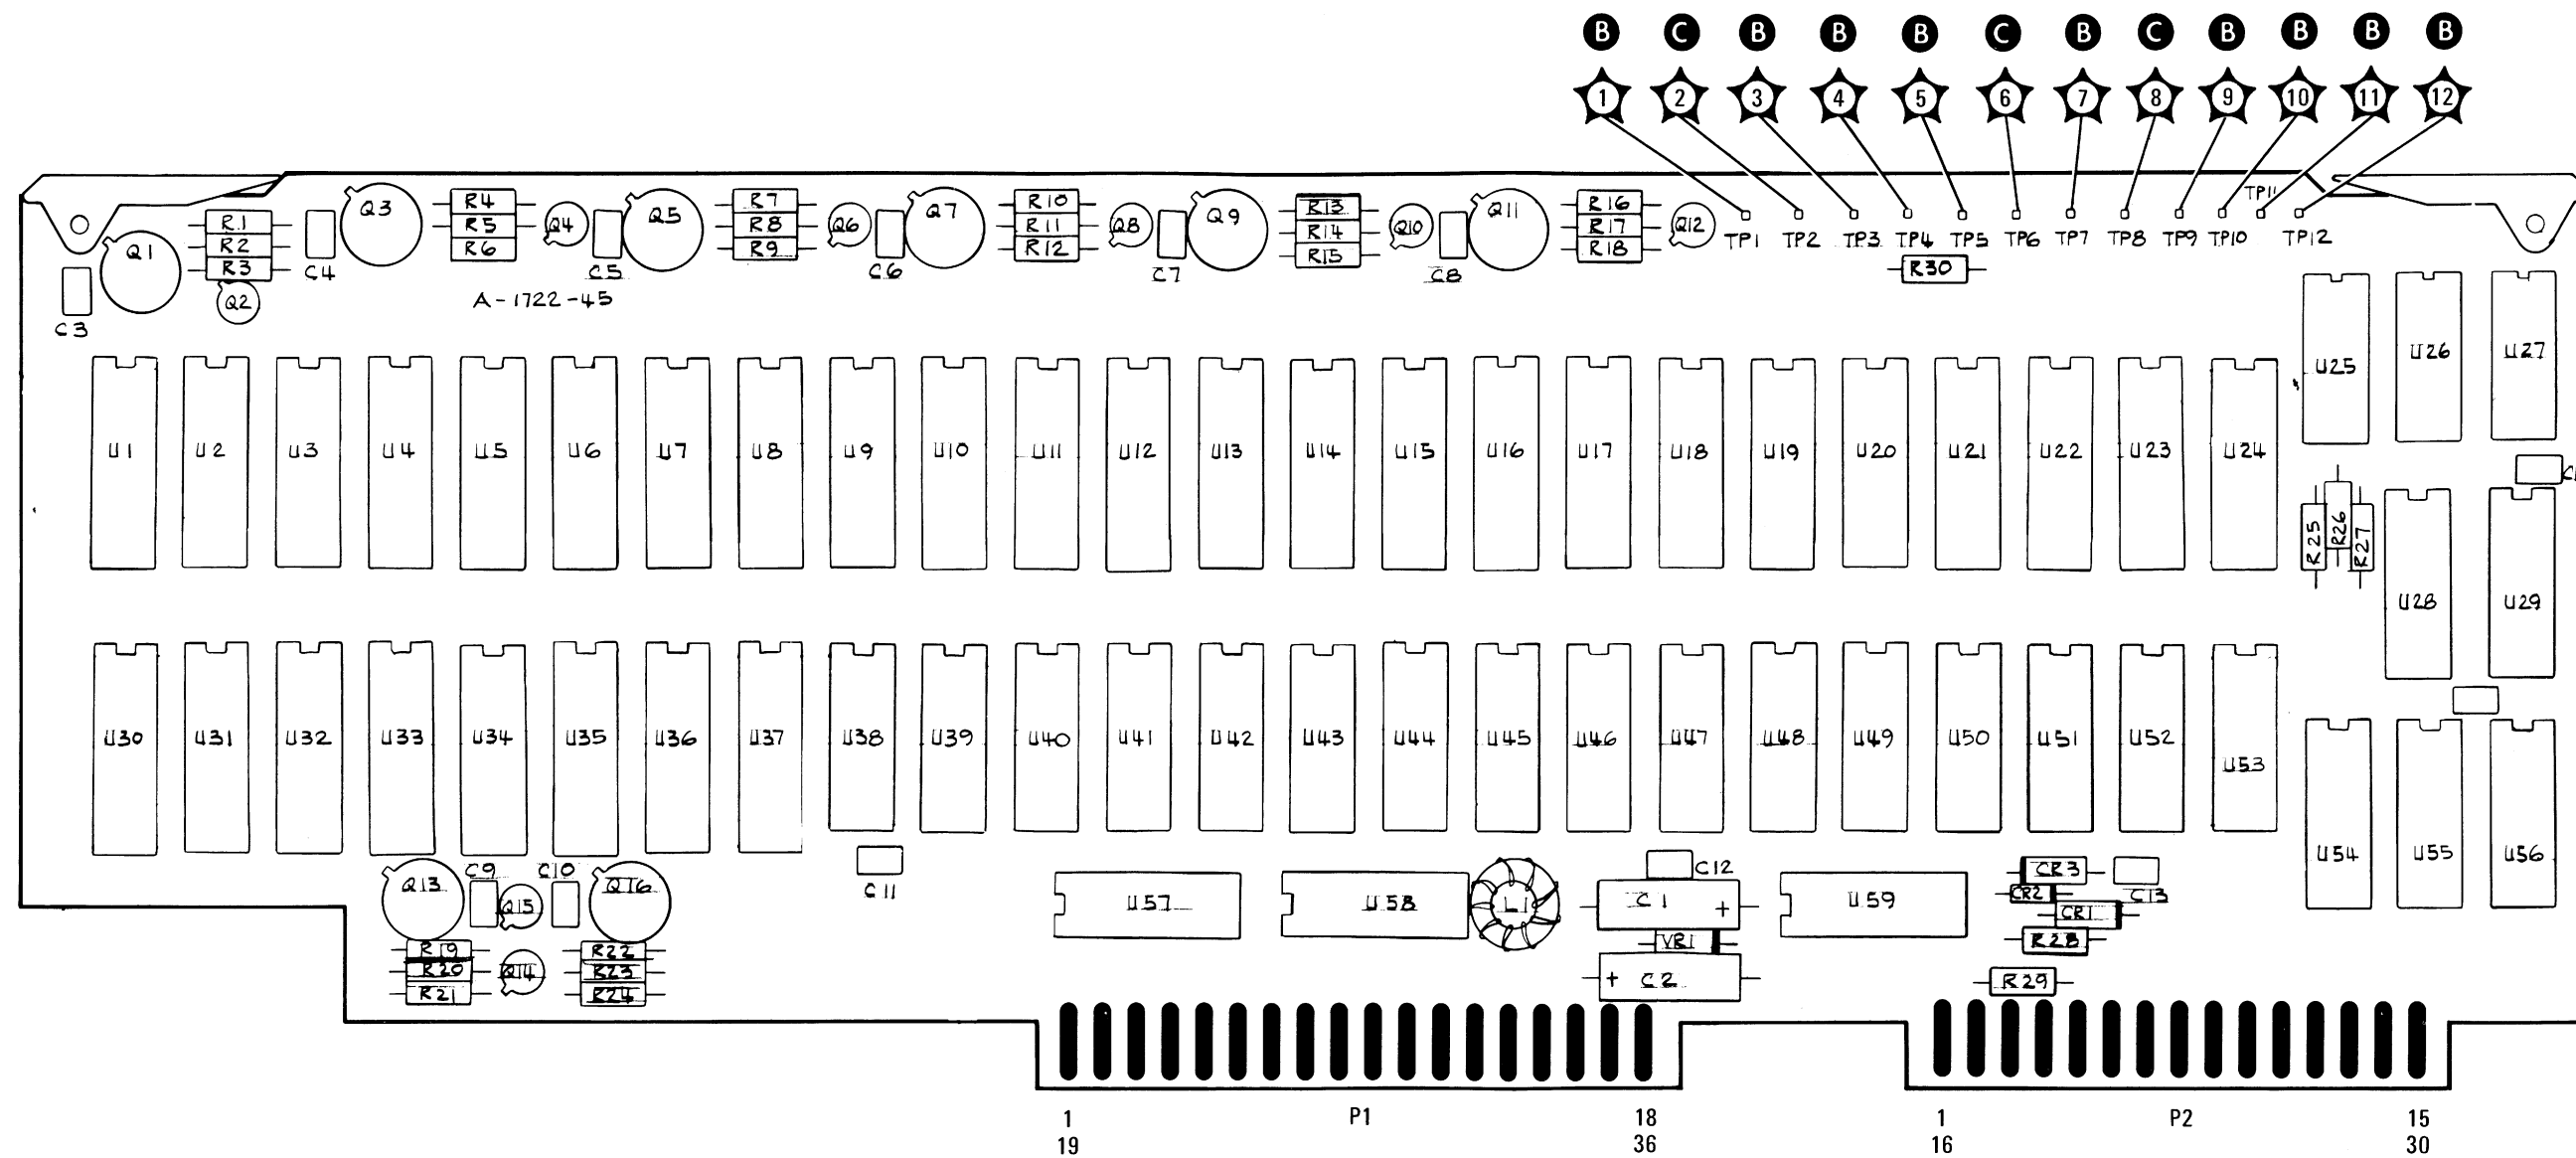 B C B B B C B C B B B B
1 2 3 4 5 6 7 8 9 10 11 12
TP11
Q1 R1 R2 R3 Q2 C3 C4
Q3 R4 R5 R6 Q4 C5
Q5 R7 R8 R9 Q6 C6
Q7 R10 R11 R12 Q8 C7
Q9 R13 R14 R15 Q10 C8
Q11 R16 R17 R18 Q12
TP1 TP2 TP3 TP4 TP5 TP6 TP7 TP8 TP9 TP10 TP12
R30
A-1722-45
U25 U26 U27
U1 U2 U3 U4 U5 U6 U7 U8 U9 U10 U11 U12 U13 U14 U15 U16 U17 U18 U19 U20 U21 U22 U23 U24
R25 R26 R27
U28 U29
U30 U31 U32 U33 U34 U35 U36 U37 U38 U39 U40 U41 U42 U43 U44 U45 U46 U47 U48 U49 U50 U51 U52 U53
U54 U55 U56
Q13 C9 Q15 C10 Q16
C11
U57 U58 L1 C12
C1 +
VR1
+ C2
U59
CR3
CR2 C13
CR1
R28
R29
R19 R20 R21 Q14 R22 R23 R24
1 P1 18
19 36
1 P2 15
16 30